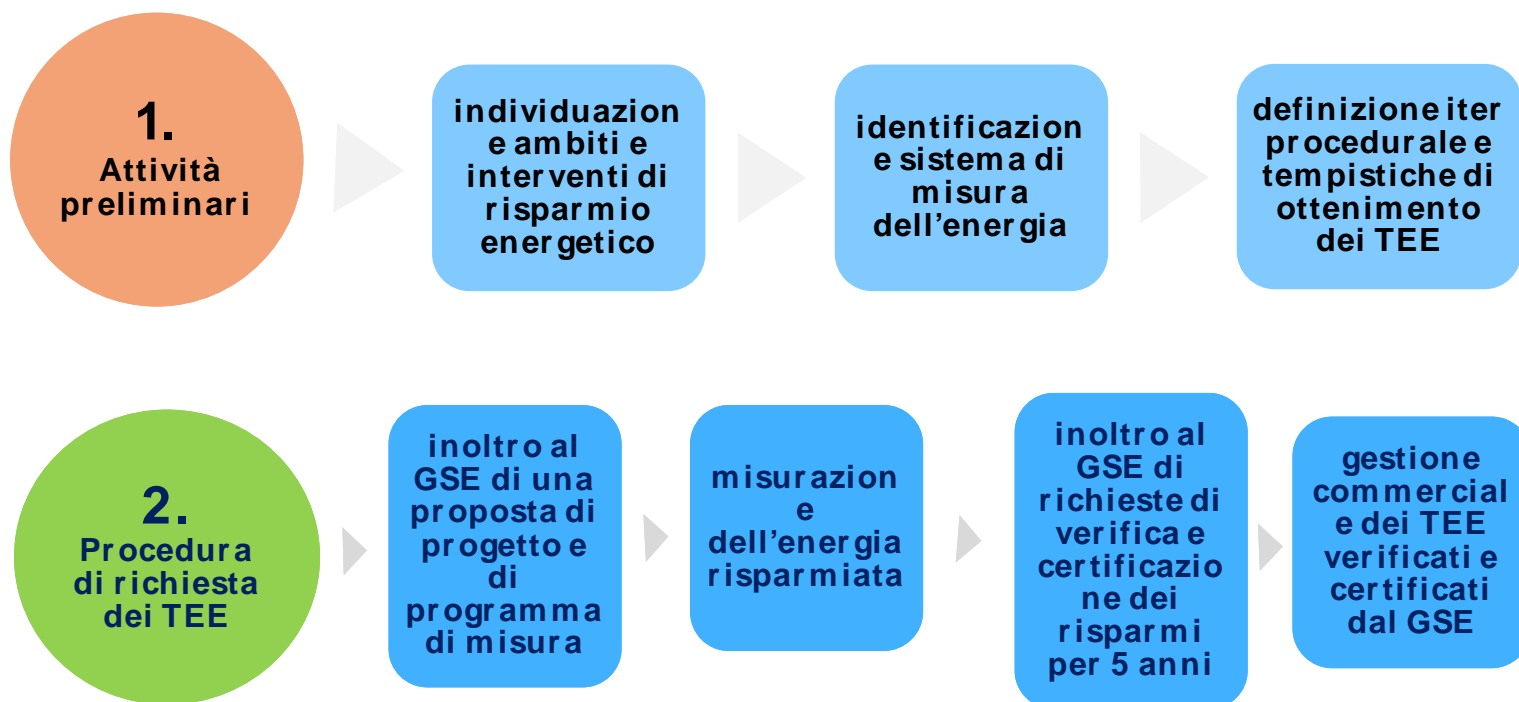 1.
Attività
preliminari
individuazion
e ambiti e
interventi di
risparmio
energetico
identificazion
e sistema di
misura
dell’energia
definizione iter
procedurale e
tempistiche di
ottenimento
dei TEE
2.
Procedura
di richiesta
dei TEE
inoltro al
GSE di una
proposta di
progetto e
di
programma
di misura
misurazion
e
dell’energia
risparmiata
inoltro al
GSE di
richieste di
verifica e
certificazio
ne dei
risparmi
per 5 anni
gestione
commercial
e dei TEE
verificati e
certificati
dal GSE